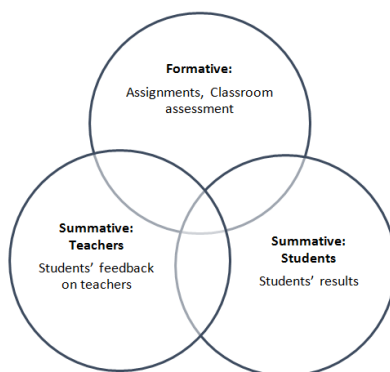 Formative:
Assignments, Classroom
assessment
Summative:
Teachers
Students’ feedback
on teachers
Summative:
Students
Students’ results